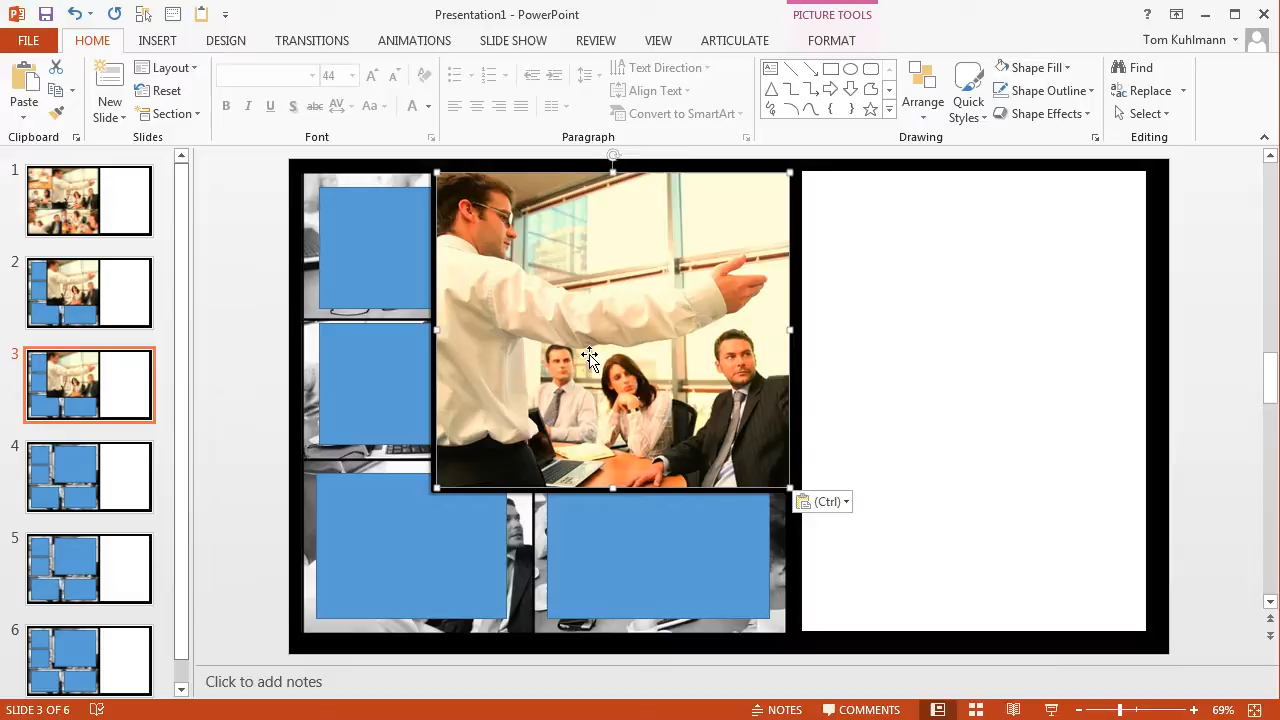 Presentation1 - PowerPoint
PICTURE TOOLS
FILE HOME INSERT DESIGN TRANSITIONS ANIMATIONS SLIDE SHOW REVIEW VIEW ARTICULATE FORMAT
Tom Kuhlmann
Paste
New Slide
Layout
Reset
Section
44
B I U S abc AV Aa A
Text Direction
Align Text
Convert to SmartArt
Arrange
Quick Styles
Shape Fill
Shape Outline
Shape Effects
Find
Replace
Select
Clipboard Slides Font Paragraph Drawing Editing
1
2
3
4
5
6
(Ctrl)
Click to add notes
SLIDE 3 OF 6
NOTES COMMENTS 69%